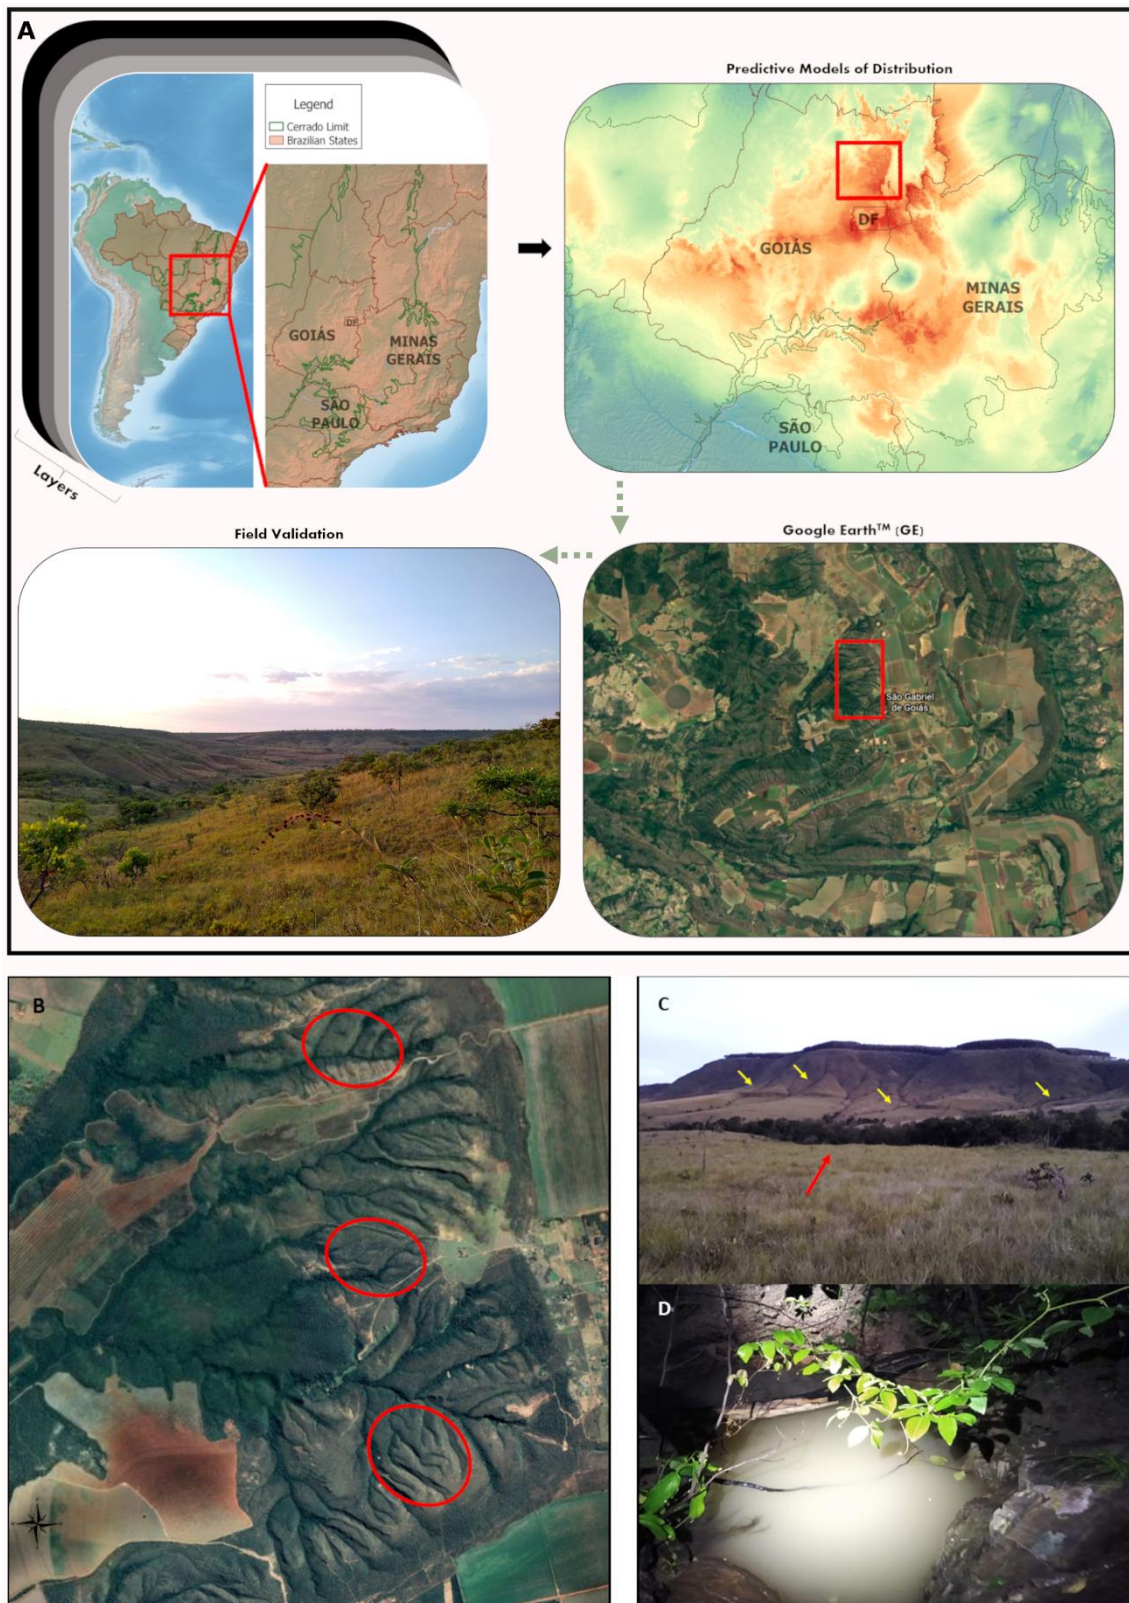 A
Legend
Cerrado Limit
Brazilian States
GOIÁS
DF
MINAS
GERAIS
SÃO
PAULO
Layers
Predictive Models of Distribution
DF
GOIÁS
MINAS
GERAIS
SÃO
PAULO
Field Validation
Google Earth™ (GE)
São Gabriel
de Goiás
B
C
D